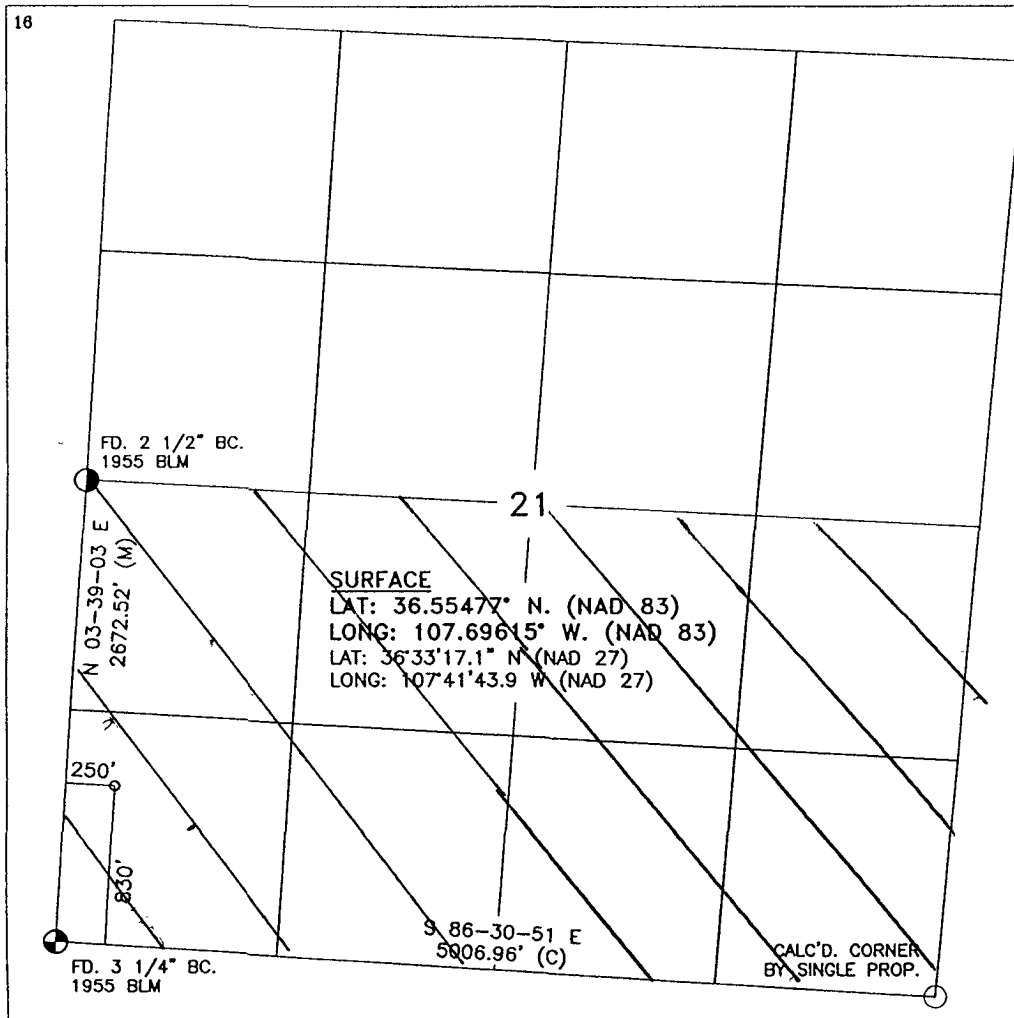 16
FD. 2 1/2" BC.
1955 BLM
21
N 03-39-03 E
2672.52' (M)
SURFACE
LAT: 36.55477° N. (NAD 83)
LONG: 107.69615° W. (NAD 83)
LAT: 36°33'17.1" N (NAD 27)
LONG: 107°41'43.9 W (NAD 27)
250'
830'
S 86-30-51 E
5006.96' (C)
CALC'D. CORNER
BY SINGLE PROP.
FD. 3 1/4" BC.
1955 BLM